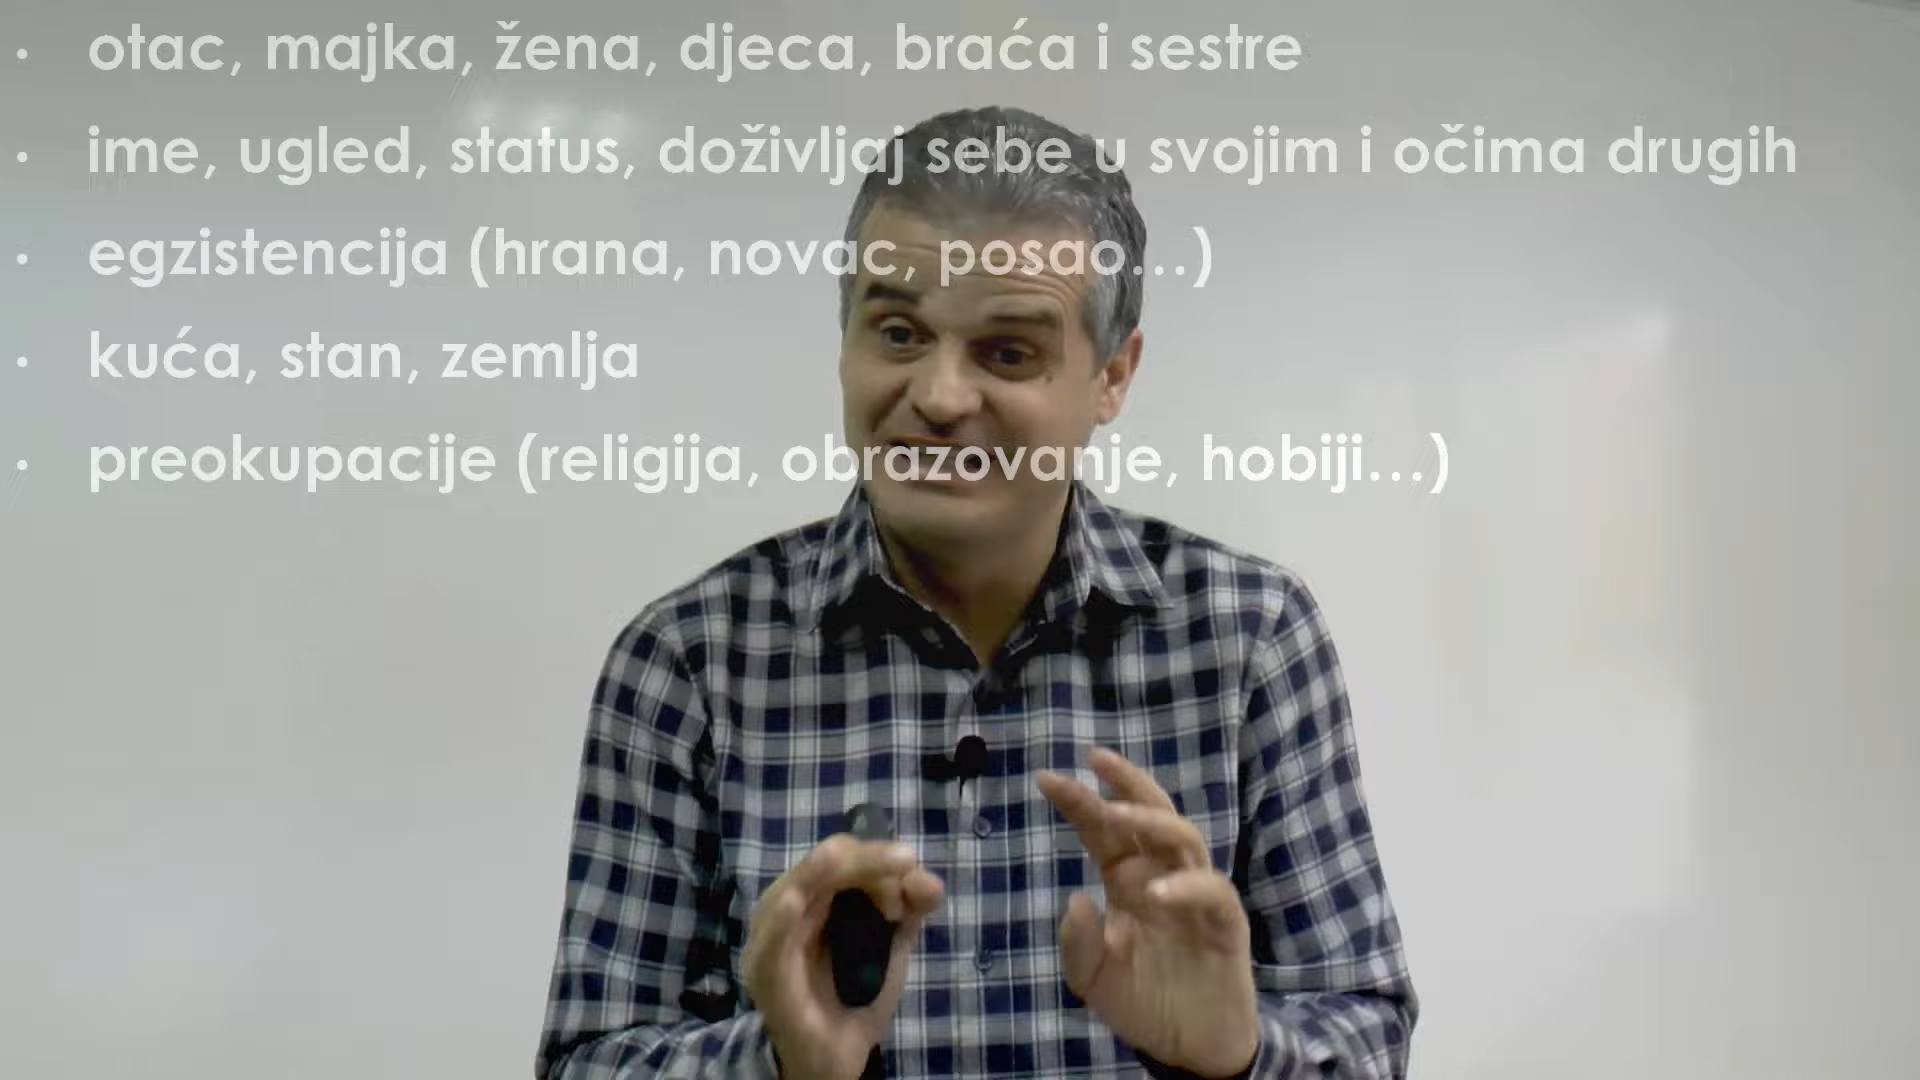 • otac, majka, žena, djeca, braća i sestre
• ime, ugled, status, doživljaj sebe u svojim i očima drugih
• egzistencija (hrana, novac, posao...)
• kuća, stan, zemlja
• preokupacije (religija, obrazovanje, hobiji...)